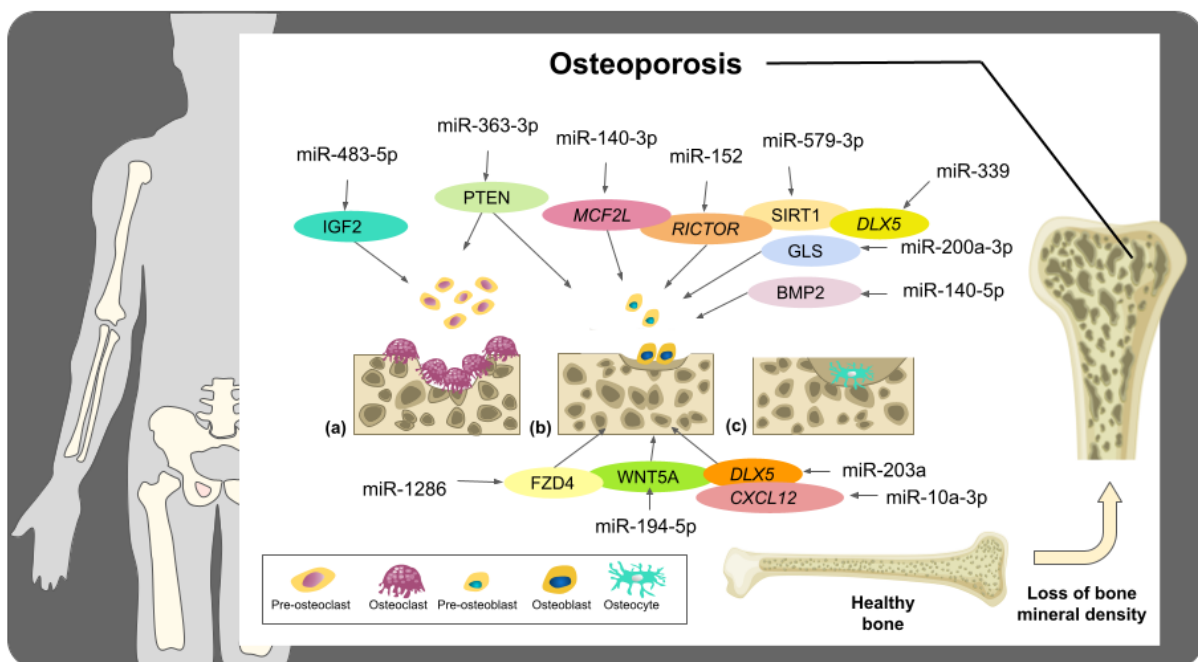 Osteoporosis
miR-363-3p
miR-140-3p
miR-579-3p
miR-483-5p
miR-152
miR-339
PTEN
MCF2L
SIRT1
IGF2
RICTOR
DLX5
GLS
miR-200a-3p
BMP2
miR-140-5p
(a)
(b)
(c)
FZD4
WNT5A
DLX5
miR-203a
miR-1286
CXCL12
miR-10a-3p
miR-194-5p
Pre-osteoclast
Osteoclast
Pre-osteoblast
Osteoblast
Osteocyte
Healthy
bone
Loss of bone
mineral density